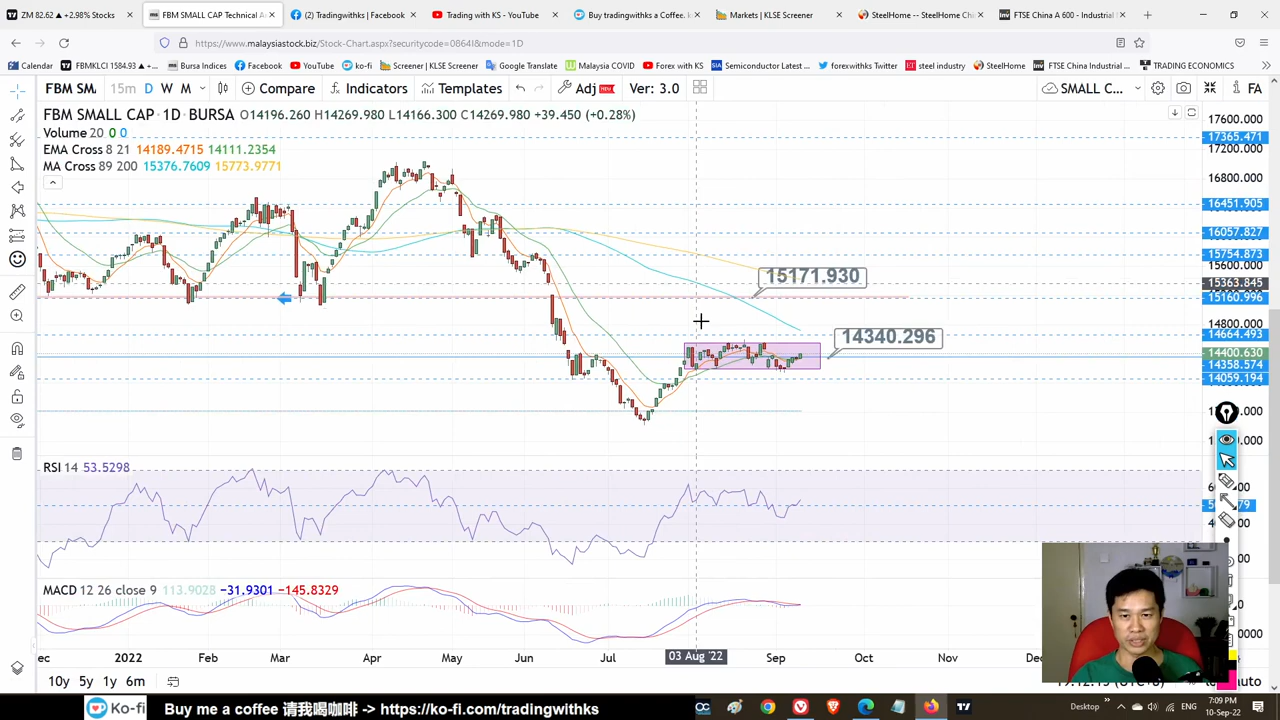 ZM 82.62 ▲ +2.98% Stocks
FBM SMALL CAP Technical A
(2) Tradingwithks | Facebook
Trading with KS - YouTube
Buy tradingwithks a Coffee.
Markets | KLSE Screener
SteelHome — SteelHome Chi
FTSE China A 600 - Industrial
https://www.malaysiastock.biz/Stock-Chart.aspx?securitycode=0864I&mode=1D
Calendar
FBMKLCI 1584.93 ▲ +...
Bursa Indices
Facebook
YouTube
ko-fi
Screener | KLSE Screener
Google Translate
Malaysia COVID
Forex with KS
Semiconductor Latest ...
forexwithks Twitter
steel industry
SteelHome
FTSE China Industrial ...
TRADING ECONOMICS
FBM SM
15m D W M
Compare
Indicators
Templates
Adj
Ver: 3.0
SMALL C...
FA
FBM SMALL CAP · 1D · BURSA O14196.260 H14269.980 L14166.300 C14269.980 +39.450 (+0.28%)
Volume 20 0 0
EMA Cross 8 21 14189.4715 14111.2354
MA Cross 89 200 15376.7609 15773.9771
17600.000
17365.471
17200.000
16800.000
16451.905
16057.827
15754.873
15600.000
15363.845
15160.996
14800.000
14664.493
14400.630
14358.574
14059.194
15171.930
14340.296
RSI 14 53.5298
MACD 12 26 close 9 113.9028 −31.9301 −145.8329
2022
Feb
Mar
Apr
May
Jun
Jul
03 Aug '22
Sep
Oct
Nov
10y 5y 1y 6m
auto
Ko-fi
Buy me a coffee 请我喝咖啡 -> https://ko-fi.com/tradingwithks
Desktop
7:09 PM
10-Sep-22